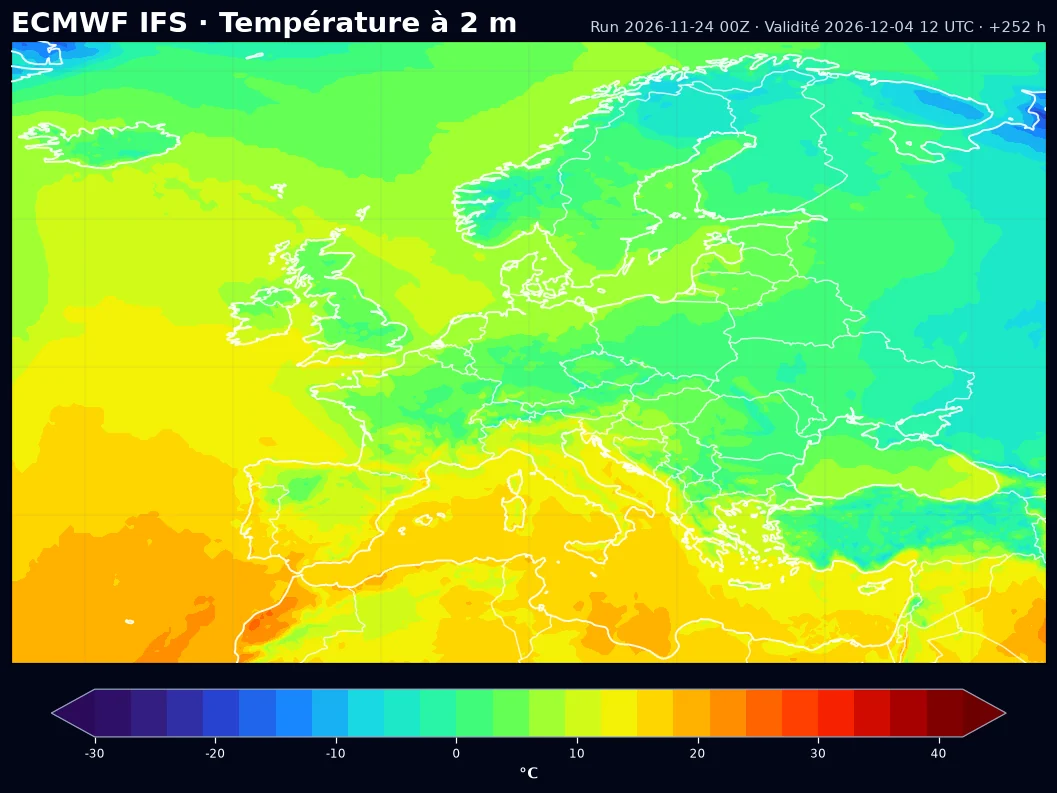 ECMWF IFS · Température à 2 m
Run 2026-11-24 00Z · Validité 2026-12-04 12 UTC · +252 h
-30 -20 -10 0 10 20 30 40
°C